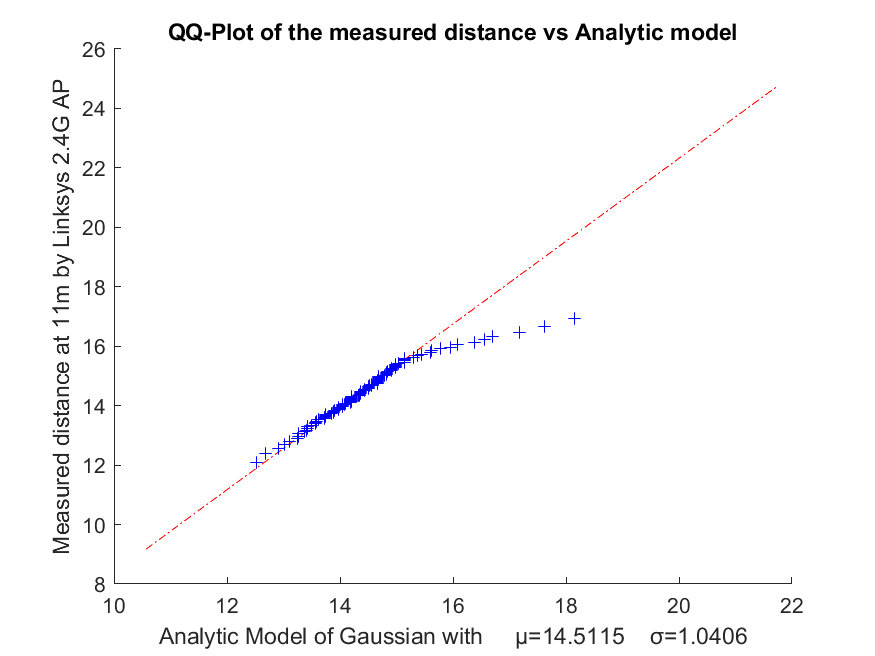 QQ-Plot of the measured distance vs Analytic model
Measured distance at 11m by Linksys 2.4G AP
26
24
22
20
18
16
14
12
10
8
10 12 14 16 18 20 22
Analytic Model of Gaussian with μ=14.5115 σ=1.0406